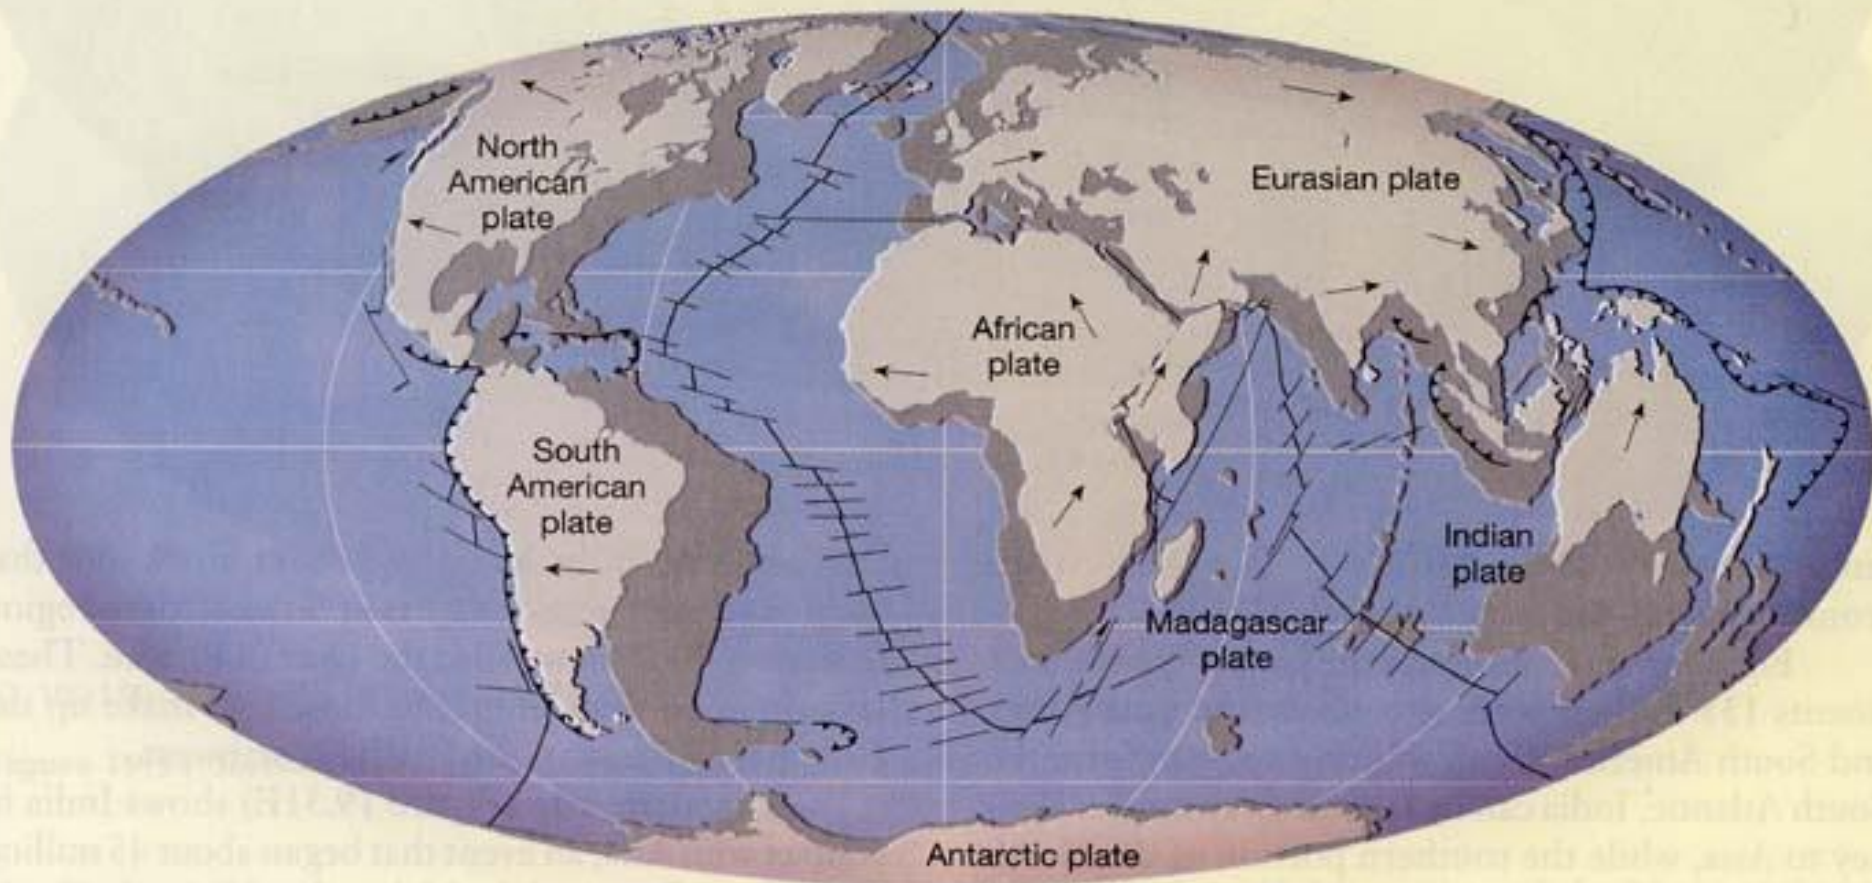 North
American
plate
Eurasian plate
African
plate
South
American
plate
Indian
plate
Madagascar
plate
Antarctic plate